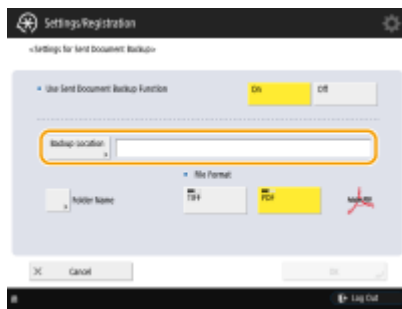 Settings/Registration
<Settings for Sent Document Backup>
Use Sent Document Backup Function
On
Off
Backup Location
File Format
Folder Name
TIFF
PDF
Cancel
OK
Log Out